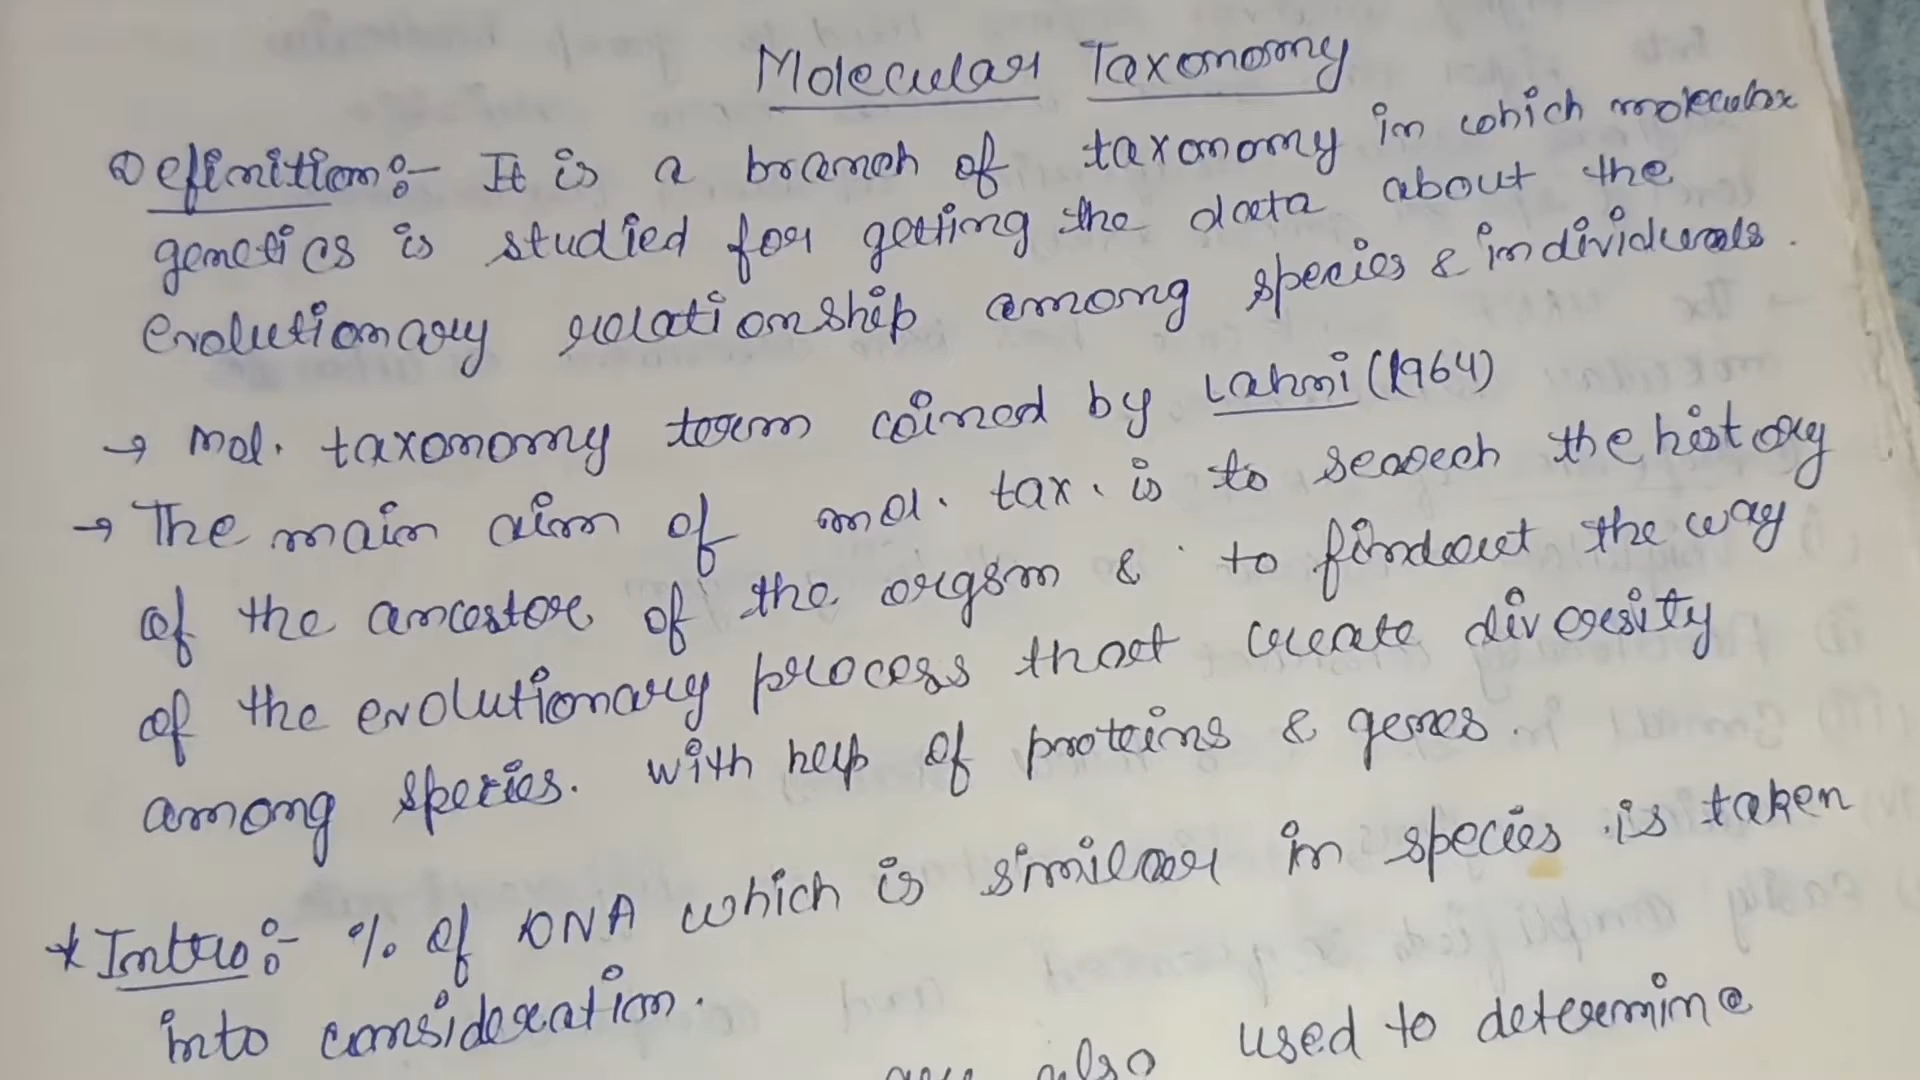 Molecular Taxonomy
Definition:- It is a branch of taxonomy in which molecular
genetics is studied for getting the data about the
evolutionary relationship among species & individuals.
→ Mol. taxonomy term coined by Lahni (1964)
→ The main aim of mol. tax. is to search the history
of the ancestor of the orgsm & to findout the way
of the evolutionary process that create diversity
among species. with help of proteins & genes.
* Intro:- % of DNA which is similar in species is taken
into consideration.
also used to determine